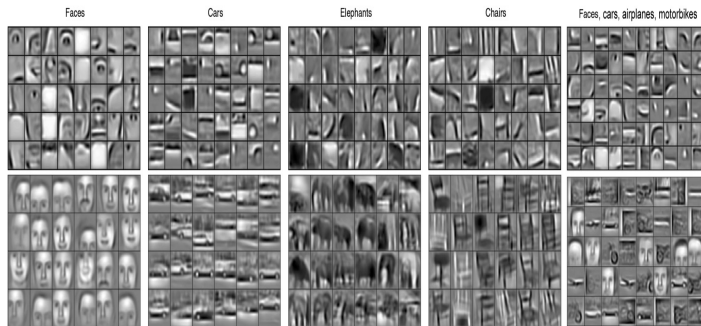 Faces
Cars
Elephants
Chairs
Faces, cars, airplanes, motorbikes